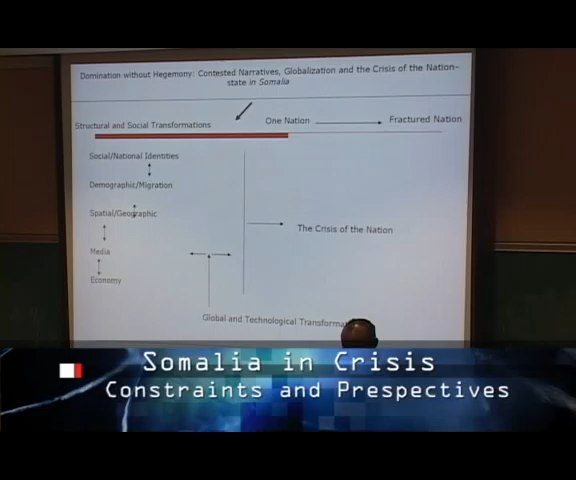 Domination without Hegemony: Contested Narratives, Globalization and the Crisis of the Nation-
state in Somalia
Structural and Social Transformations
One Nation
Fractured Nation
Social/National Identities
Demographic/Migration
Spatial/Geographic
The Crisis of the Nation
Media
Economy
Global and Technological
Somalia in Crisis
Constraints and Prespectives